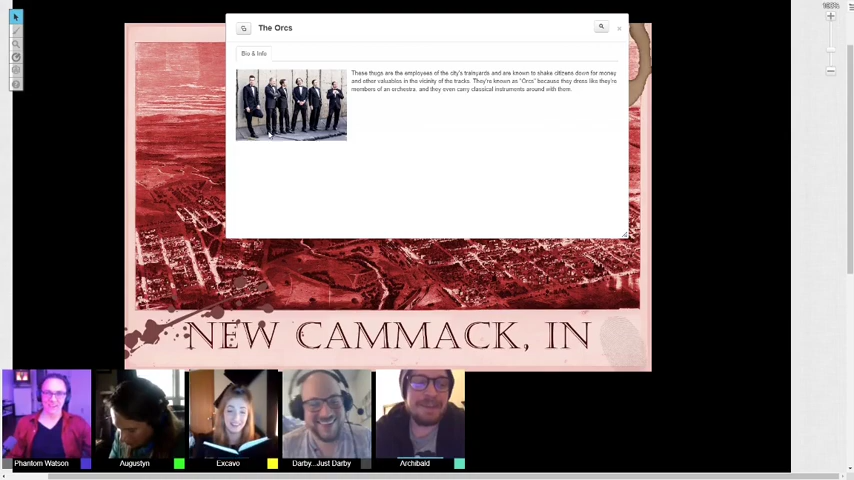 100%
The Orcs
Bio & Info
These thugs are the employees of the city's trainyards and are known to shake citizens down for money
and other valuables in the vicinity of the tracks. They're known as "Orcs" because they dress like they're
members of an orchestra, and they even carry classical instruments around with them.
NEW CAMMACK, IN
Phantom Watson
Augustyn
Excavo
Darby...Just Darby
Archibald